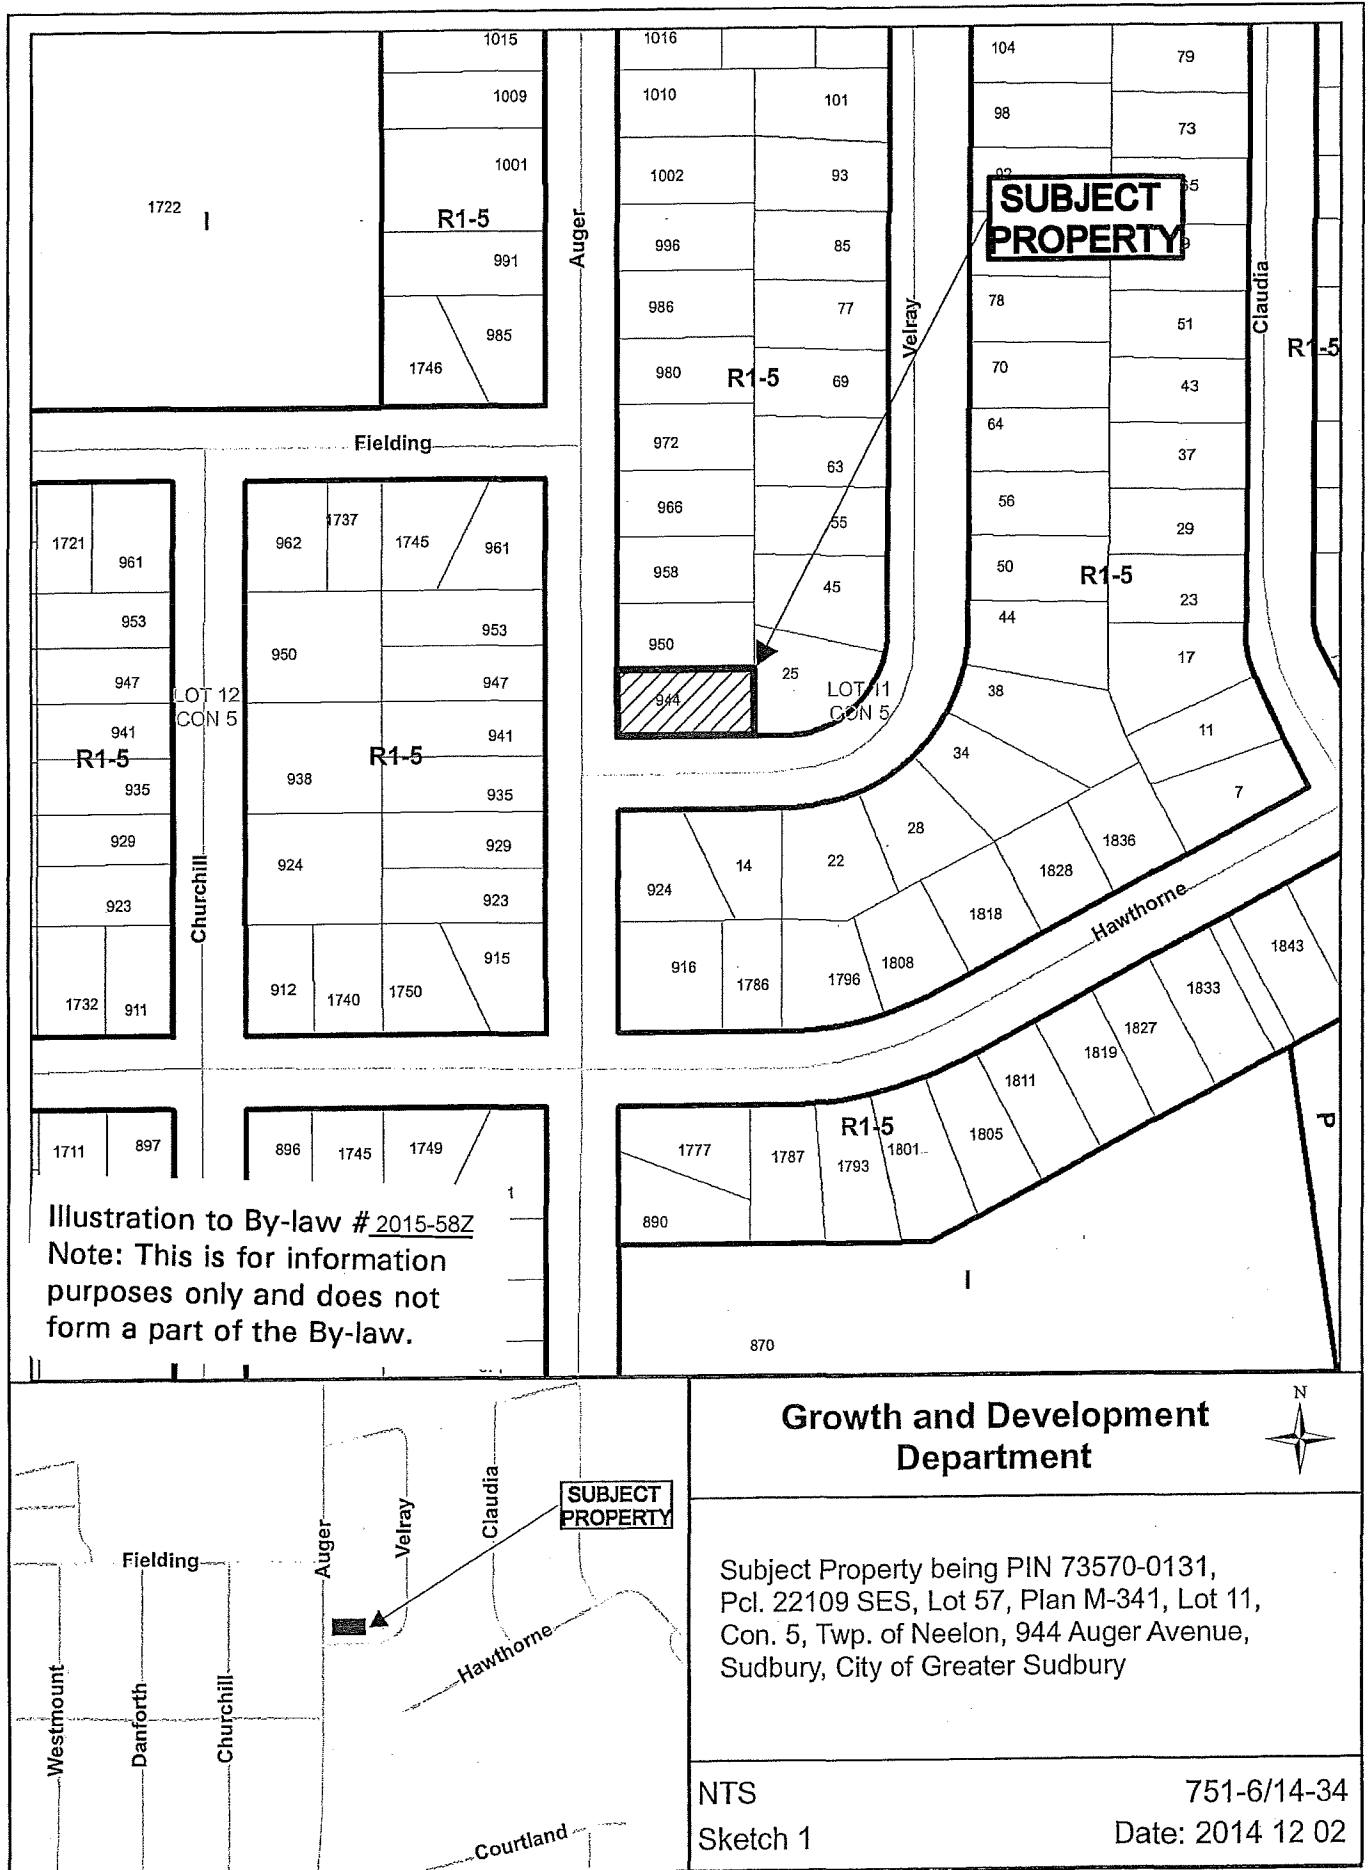 1015
1016
104
79
1009
1010
101
98
73
1001
1002
93
1722
I
R1-5
Auger
SUBJECT
PROPERTY
996
85
991
986
77
78
51
Velray
Claudia
R1-5
985
1746
980
R1-5
69
70
43
Fielding
972
63
64
37
1721
961
962
1737
1745
961
966
55
56
29
958
45
50
R1-5
23
953
950
953
950
44
17
947
LOT 12
CON 5
947
944
25
LOT 11
CON 5
38
941
R1-5
R1-5
941
34
11
935
938
935
7
929
924
929
924
14
22
28
1828
1836
923
Churchill
923
1818
Hawthorne
1732
911
912
1740
1750
915
916
1786
1796
1808
1843
1833
1827
1819
1811
R1-5
P
1711
897
896
1745
1749
1777
1787
1793
1801
1805
1
890
I
870
Illustration to By-law # 2015-58Z
Note: This is for information
purposes only and does not
form a part of the By-law.
Auger
Velray
Claudia
SUBJECT
PROPERTY
Fielding
Hawthorne
Westmount
Danforth
Churchill
Courtland
Growth and Development
Department
N
Subject Property being PIN 73570-0131,
Pcl. 22109 SES, Lot 57, Plan M-341, Lot 11,
Con. 5, Twp. of Neelon, 944 Auger Avenue,
Sudbury, City of Greater Sudbury
NTS
751-6/14-34
Sketch 1
Date: 2014 12 02